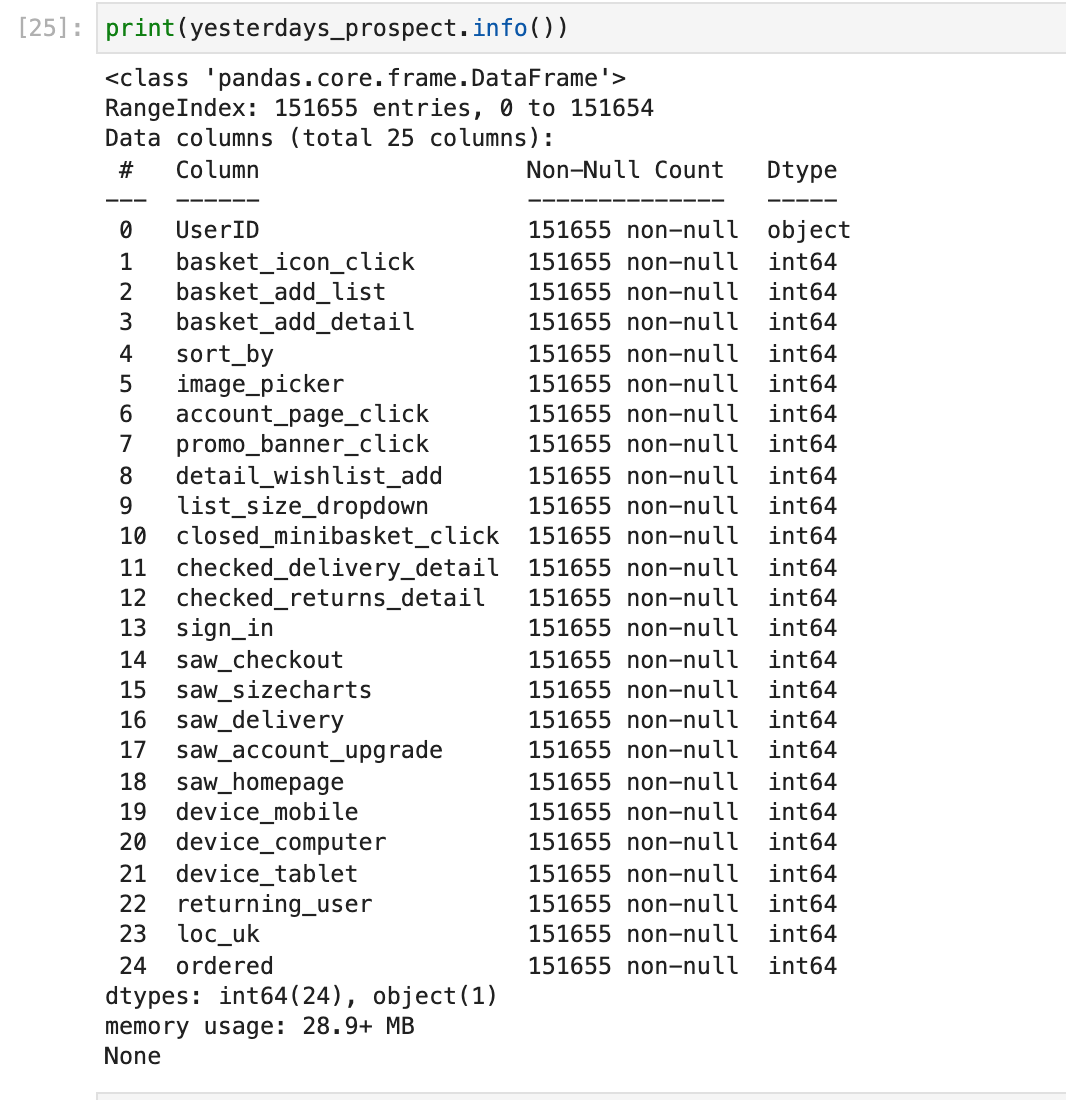 [25]: print(yesterdays_prospect.info())
<class 'pandas.core.frame.DataFrame'>
RangeIndex: 151655 entries, 0 to 151654
Data columns (total 25 columns):
 #   Column                   Non-Null Count   Dtype
---  ------                   --------------   -----
 0   UserID                   151655 non-null  object
 1   basket_icon_click        151655 non-null  int64
 2   basket_add_list          151655 non-null  int64
 3   basket_add_detail        151655 non-null  int64
 4   sort_by                  151655 non-null  int64
 5   image_picker             151655 non-null  int64
 6   account_page_click       151655 non-null  int64
 7   promo_banner_click       151655 non-null  int64
 8   detail_wishlist_add      151655 non-null  int64
 9   list_size_dropdown       151655 non-null  int64
 10  closed_minibasket_click  151655 non-null  int64
 11  checked_delivery_detail  151655 non-null  int64
 12  checked_returns_detail   151655 non-null  int64
 13  sign_in                  151655 non-null  int64
 14  saw_checkout             151655 non-null  int64
 15  saw_sizecharts           151655 non-null  int64
 16  saw_delivery             151655 non-null  int64
 17  saw_account_upgrade      151655 non-null  int64
 18  saw_homepage             151655 non-null  int64
 19  device_mobile            151655 non-null  int64
 20  device_computer          151655 non-null  int64
 21  device_tablet            151655 non-null  int64
 22  returning_user           151655 non-null  int64
 23  loc_uk                   151655 non-null  int64
 24  ordered                  151655 non-null  int64
dtypes: int64(24), object(1)
memory usage: 28.9+ MB
None